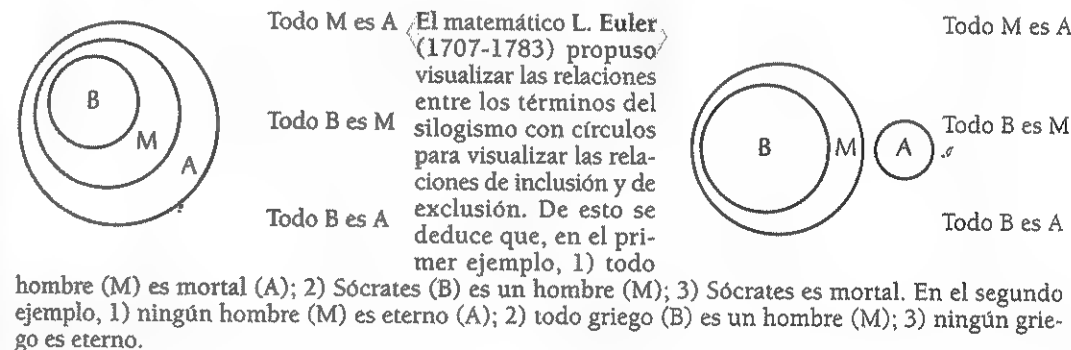 B
M
A
Todo M es A
Todo B es M
Todo B es A
El matemático L. Euler
(1707-1783) propuso
visualizar las relaciones
entre los términos del
silogismo con círculos
para visualizar las rela-
ciones de inclusión y de
exclusión. De esto se
deduce que, en el pri-
mer ejemplo, 1) todo
B
M
A
Todo M es A
Todo B es M
Todo B es A
hombre (M) es mortal (A); 2) Sócrates (B) es un hombre (M); 3) Sócrates es mortal. En el segundo
ejemplo, 1) ningún hombre (M) es eterno (A); 2) todo griego (B) es un hombre (M); 3) ningún grie-
go es eterno.